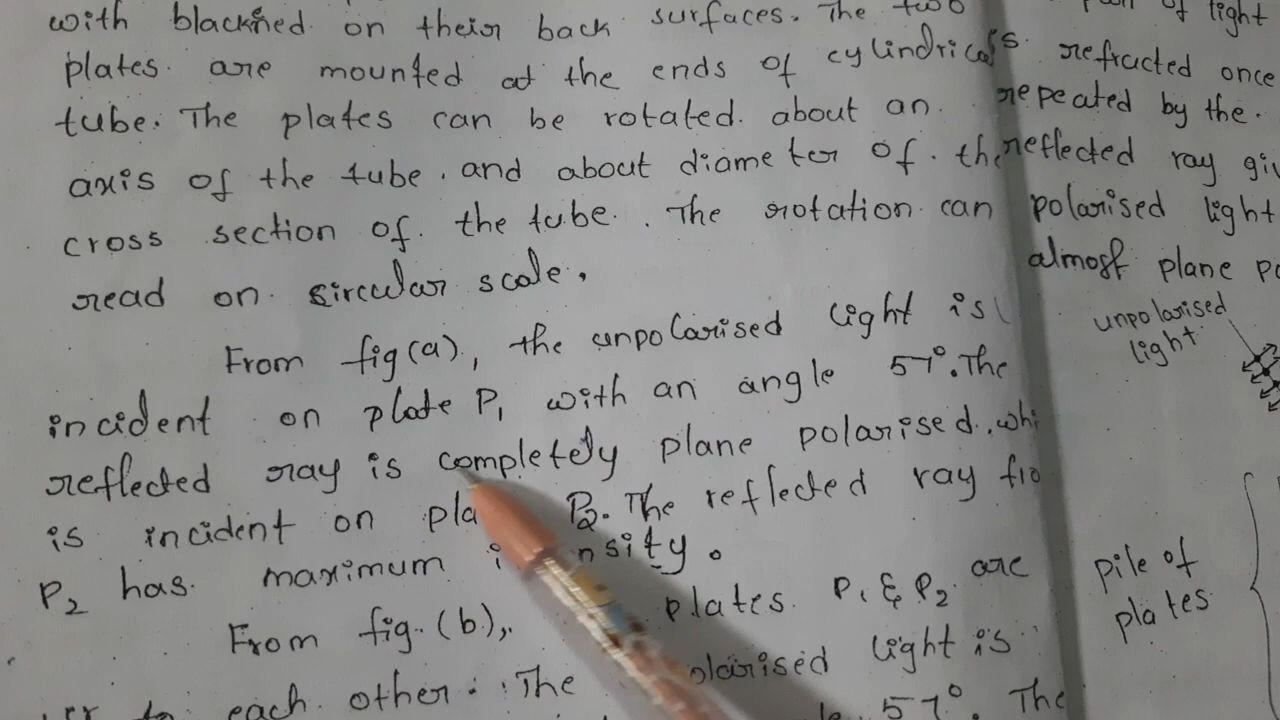 with blackned on their back surfaces. The two
plates are mounted at the ends of cylindrical
tube. The plates can be rotated about an
axis of the tube. and about diameter of. the
cross section of the tube. The rotation can
read on circular scale.
From fig(a), the unpolarised light is
incident on plate P1 with an angle 57°. The
reflected ray is completely plane polarised. whi
is incident on pla P2. The reflected ray fro
P2 has maximum i nsity.
From fig. (b), plates P1 & P2 are
to each other. The olarised light is
57°. The
of light
refracted once
repeated by the.
reflected ray giv
polarised light
almost plane po
unpolarised
light
pile of
plates